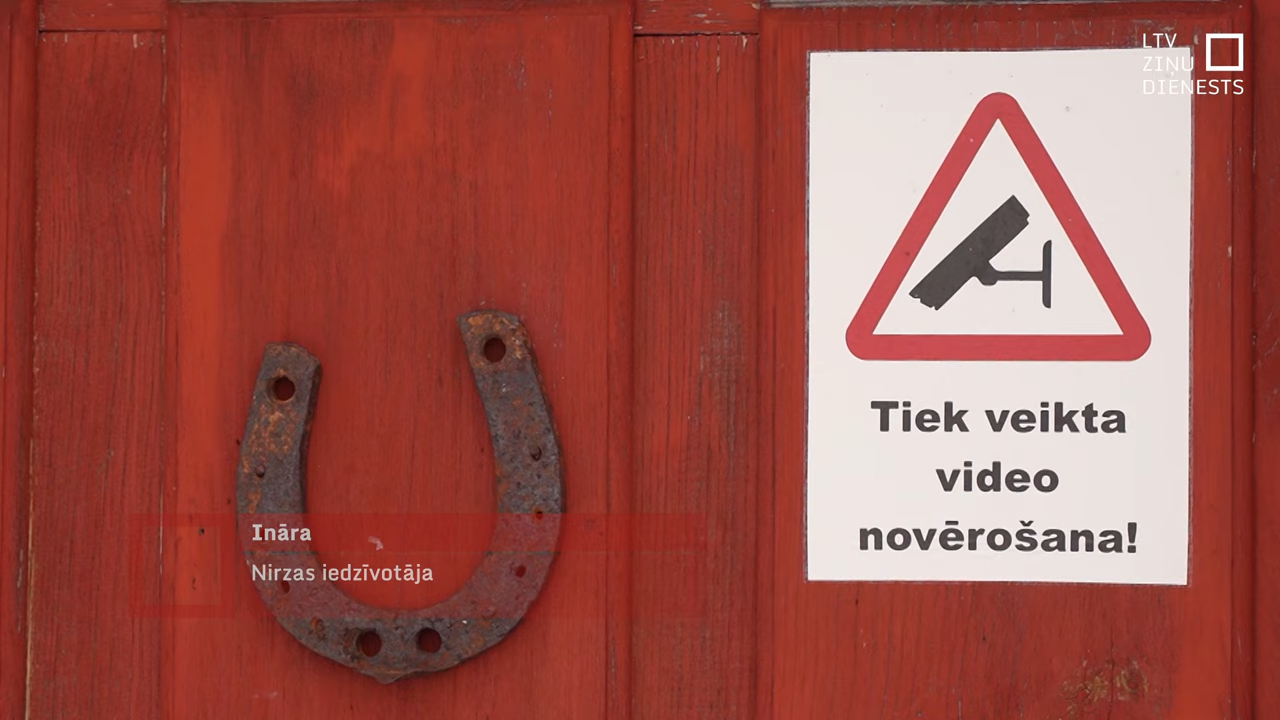 LTV
ZIŅU
DIENESTS
Tiek veikta
video
novērošana!
Ināra
Nirzas iedzīvotāja